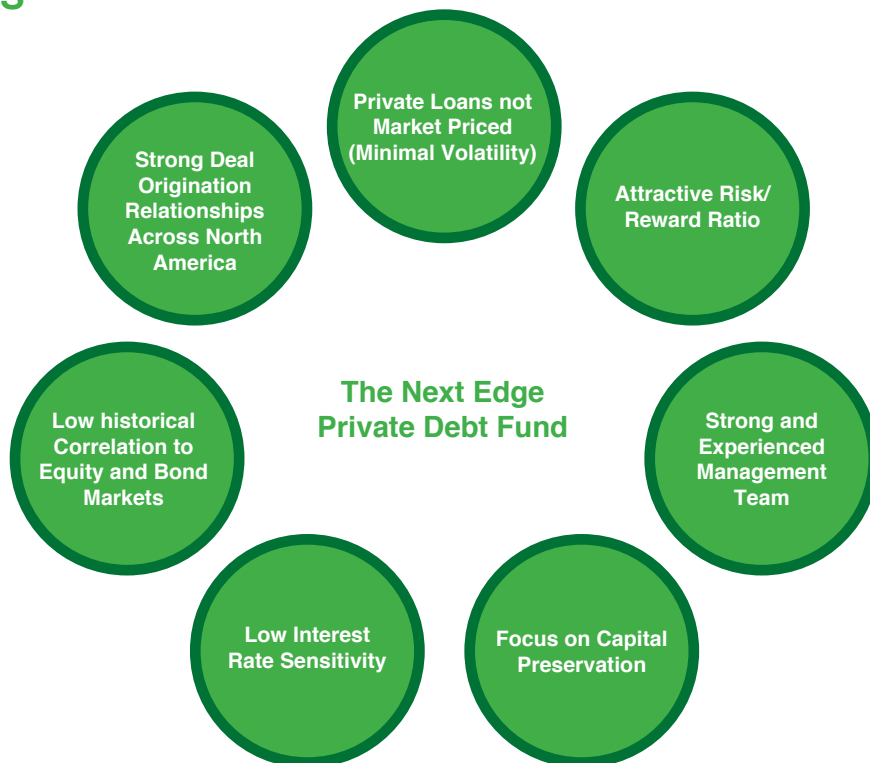 s
Private Loans not
Market Priced
(Minimal Volatility)
Attractive Risk/
Reward Ratio
Strong and
Experienced
Management
Team
Focus on Capital
Preservation
Low Interest
Rate Sensitivity
Low historical
Correlation to
Equity and Bond
Markets
Strong Deal
Origination
Relationships
Across North
America
The Next Edge
Private Debt Fund